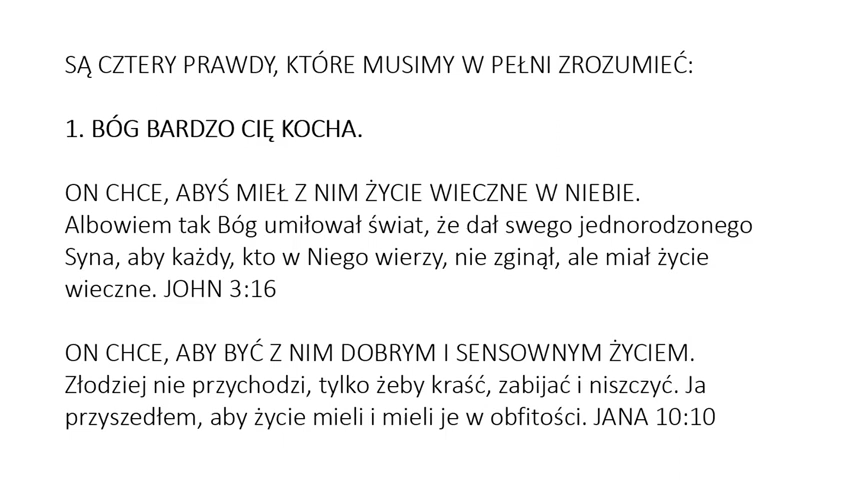 SĄ CZTERY PRAWDY, KTÓRE MUSIMY W PEŁNI ZROZUMIEĆ:
1. BÓG BARDZO CIĘ KOCHA.
ON CHCE, ABYŚ MIEŁ Z NIM ŻYCIE WIECZNE W NIEBIE.
Albowiem tak Bóg umiłował świat, że dał swego jednorodzonego
Syna, aby każdy, kto w Niego wierzy, nie zginął, ale miał życie
wieczne. JOHN 3:16
ON CHCE, ABY BYĆ Z NIM DOBRYM I SENSOWNYM ŻYCIEM.
Złodziej nie przychodzi, tylko żeby kraść, zabijać i niszczyć. Ja
przyszedłem, aby życie mieli i mieli je w obfitości. JANA 10:10